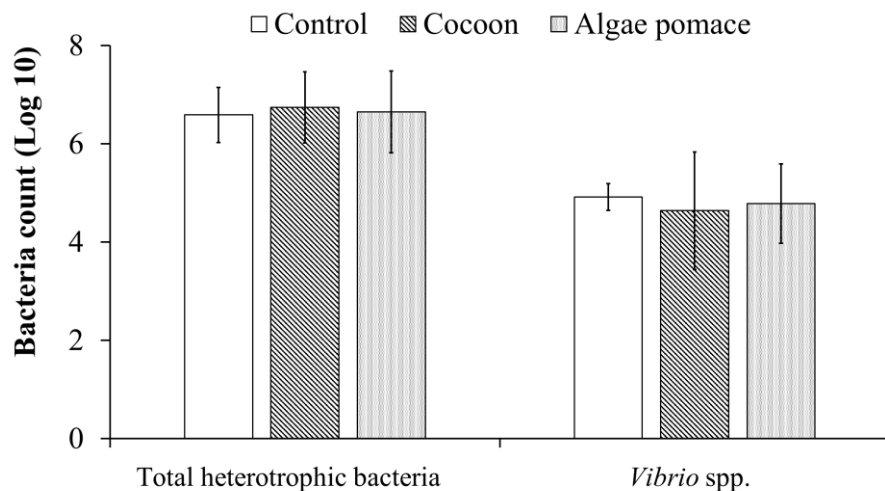 Control Cocoon Algae pomace
Bacteria count (Log 10)
8
6
4
2
0
Total heterotrophic bacteria Vibrio spp.